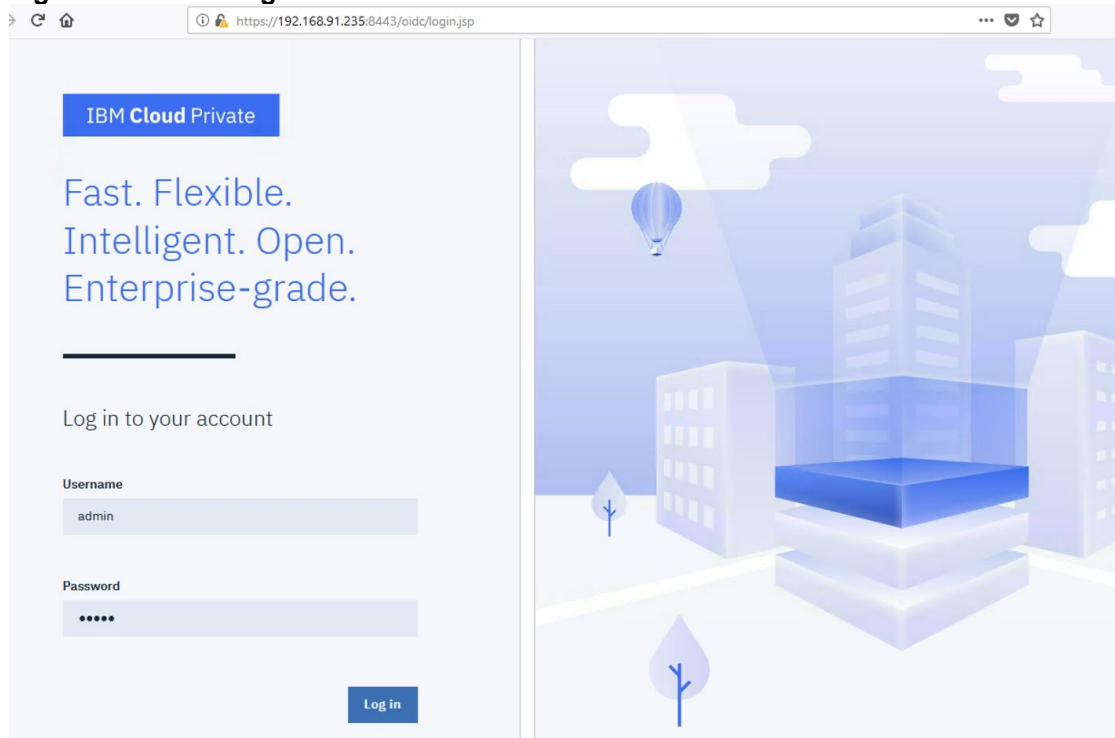 https://192.168.91.235:8443/oidc/login.jsp
IBM Cloud Private
Fast. Flexible.
Intelligent. Open.
Enterprise-grade.
Log in to your account
Username
admin
Password
•••••
Log in